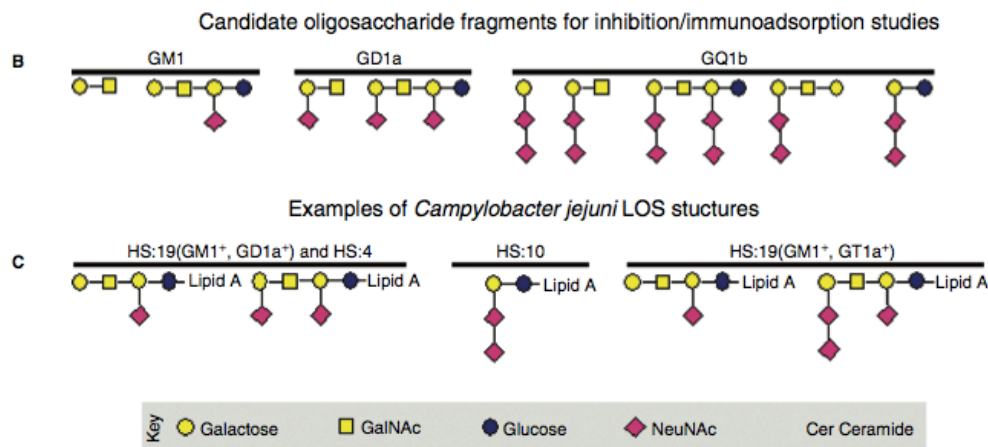 Candidate oligosaccharide fragments for inhibition/immunoadsorption studies
B
GM1 GD1a GQ1b
Examples of Campylobacter jejuni LOS stuctures
C
HS:19(GM1⁺, GD1a⁺) and HS:4 HS:10 HS:19(GM1⁺, GT1a⁺)
Lipid A Lipid A Lipid A Lipid A Lipid A
Key Galactose GalNAc Glucose NeuNAc Cer Ceramide